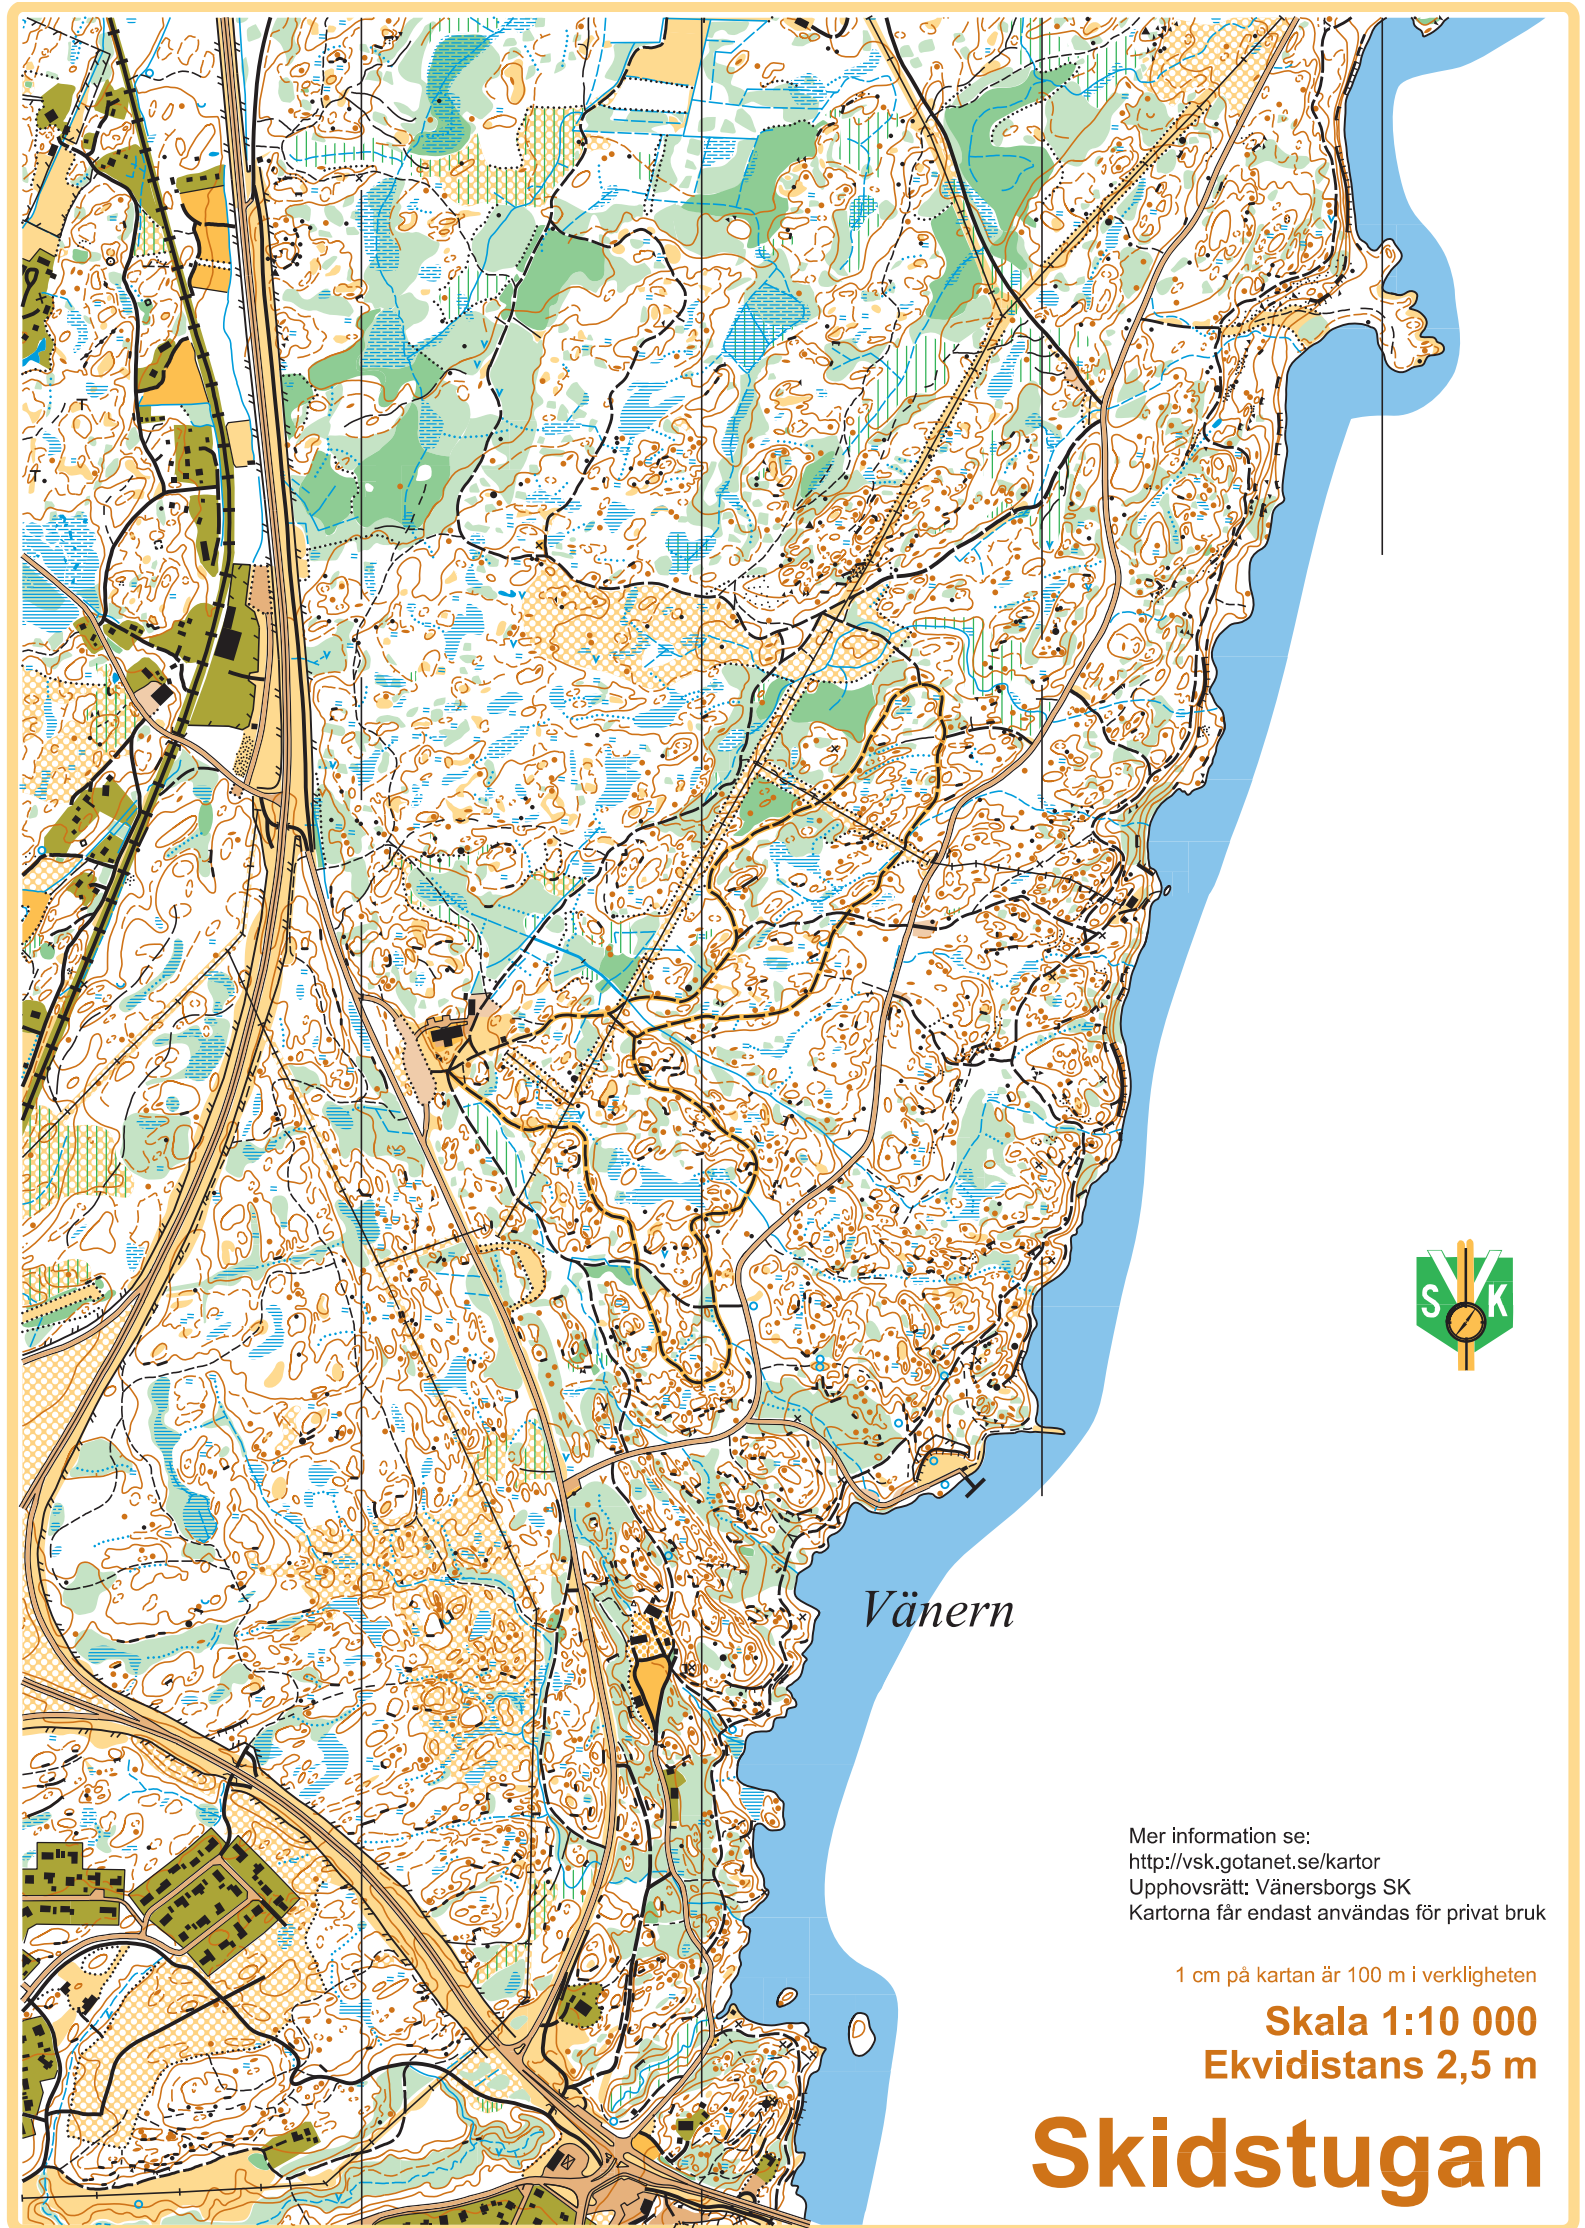 S V K
Vänern
Mer information se:
http://vsk.gotanet.se/kartor
Upphovsrätt: Vänersborgs SK
Kartorna får endast användas för privat bruk
1 cm på kartan är 100 m i verkligheten
Skala 1:10 000
Ekvidistans 2,5 m
Skidstugan